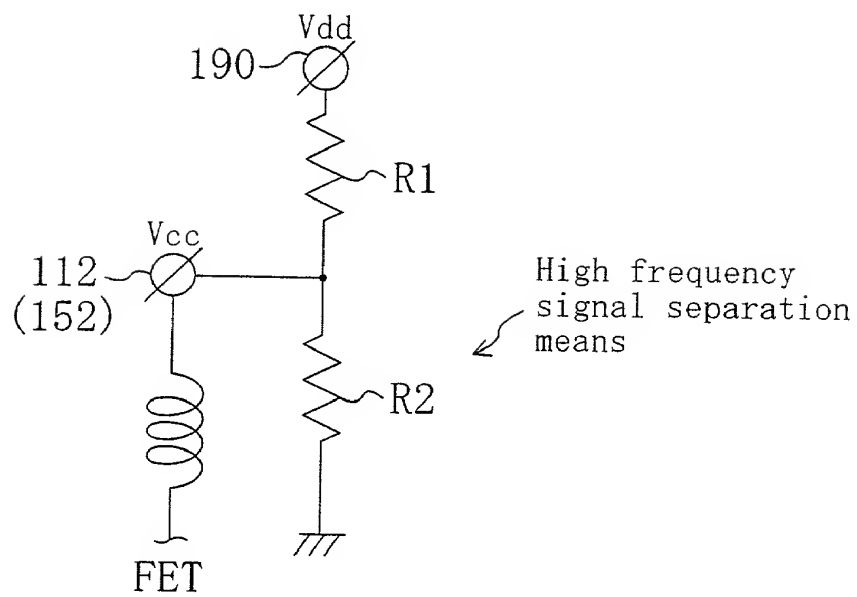 Vdd
190
R1
Vcc
112
(152)
High frequency
signal separation
means
R2
FET